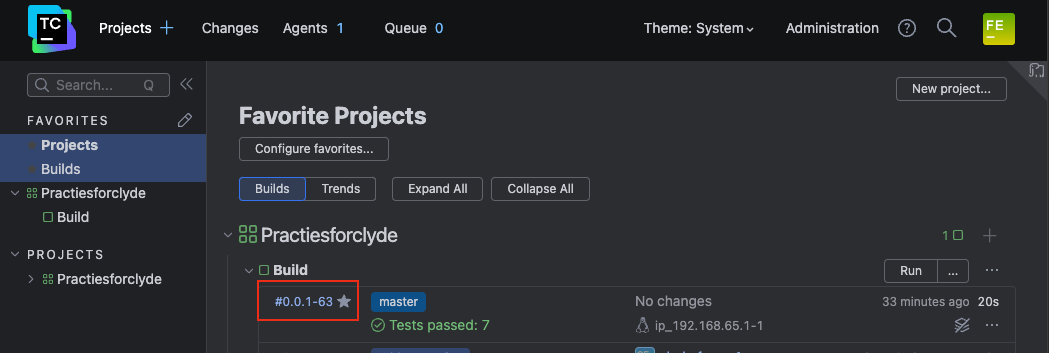 TC Projects + Changes Agents 1 Queue 0 Theme: System Administration ? FE
Search... Q
New project...
FAVORITES
Favorite Projects
Projects
Configure favorites...
Builds
Builds Trends Expand All Collapse All
Practiesforclyde
Build
Practiesforclyde 1 +
PROJECTS
Build Run ... ...
Practiesforclyde
#0.0.1-63 master No changes 33 minutes ago 20s
Tests passed: 7 ip_192.168.65.1-1 ...